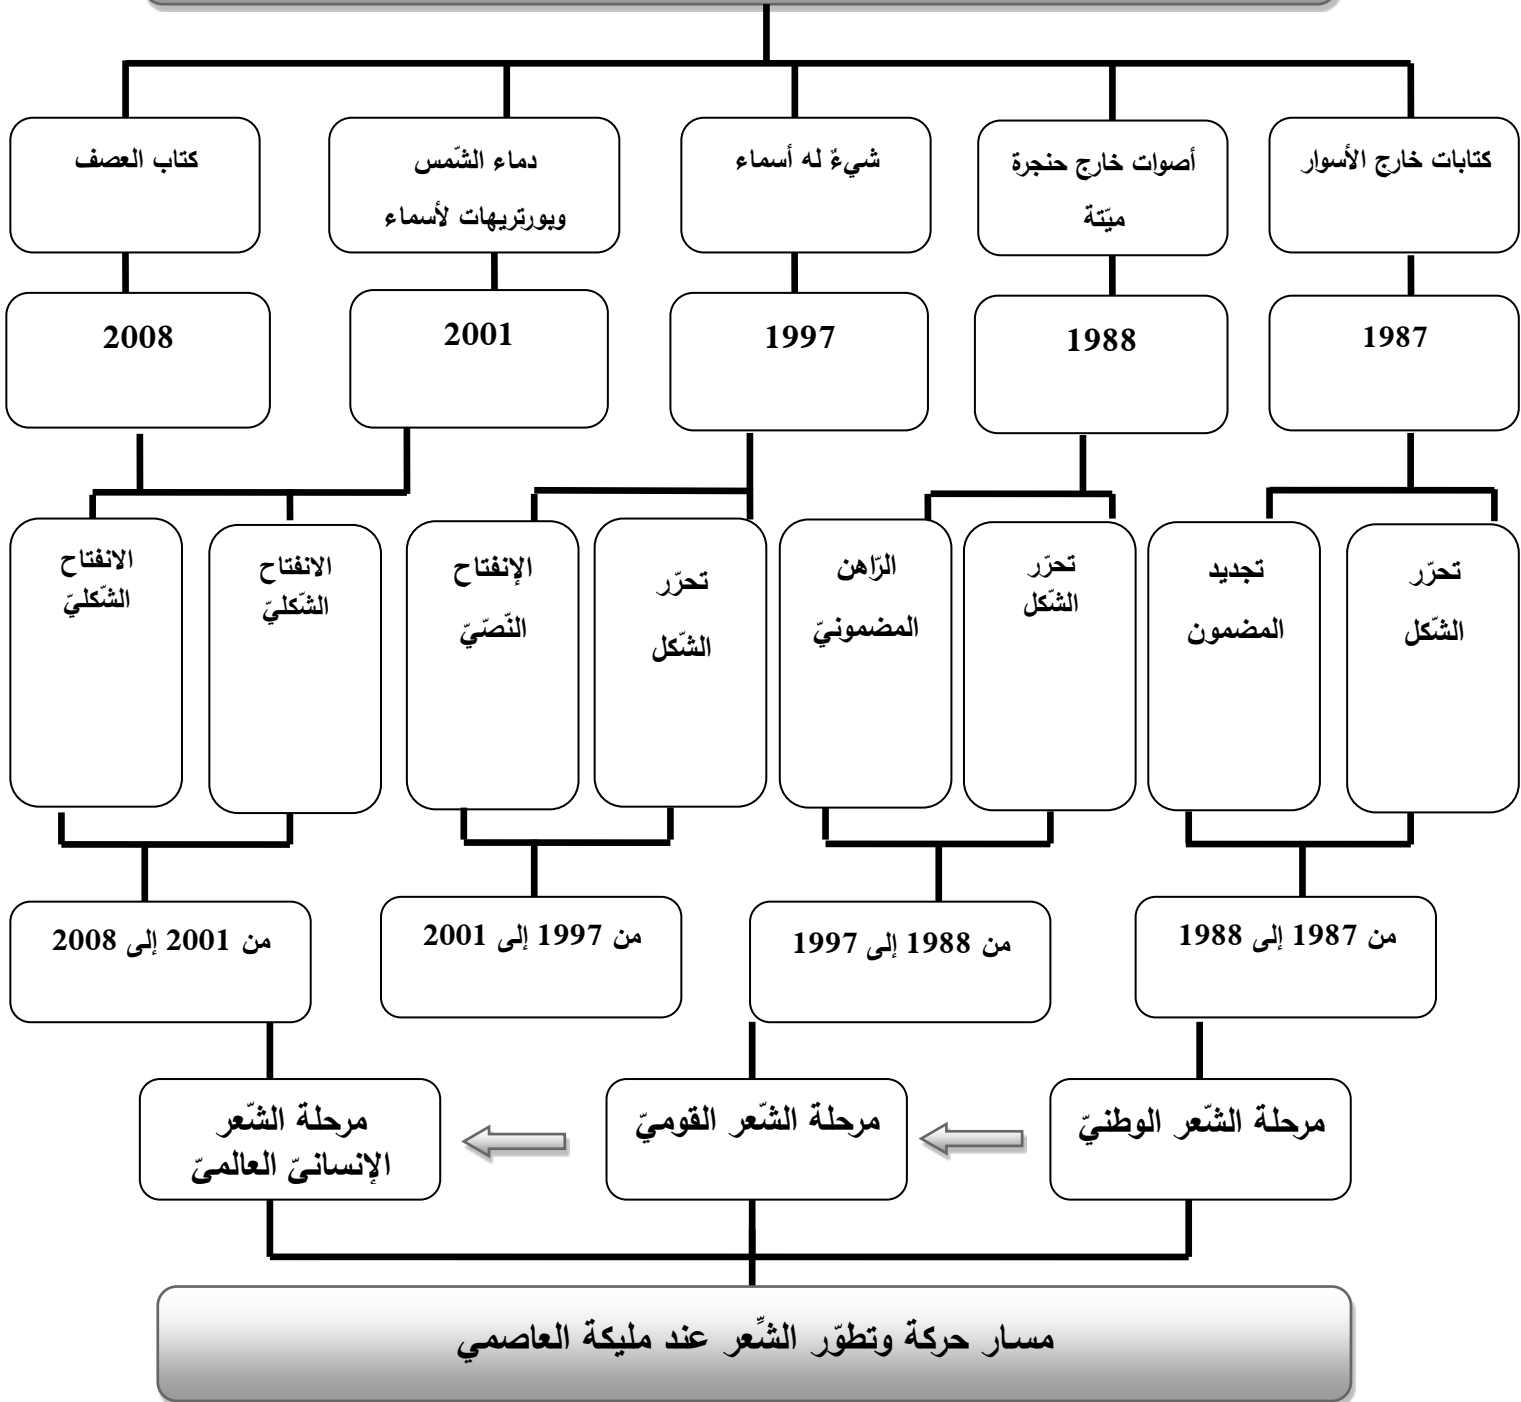 كتابات خارج الأسوار
أصوات خارج حنجرة
ميّتة
شيءٌ له أسماء
دماء الشّمس
وبورتريهات لأسماء
كتاب العصف
1987
1988
1997
2001
2008
تحرّر
الشّكل
تجديد
المضمون
تحرّر
الشّكل
الرّاهن
المضمونيّ
تحرّر
الشّكل
الإنفتاح
النّصّيّ
الانفتاح
الشّكليّ
الانفتاح
الشّكليّ
من 1987 إلى 1988
من 1988 إلى 1997
من 1997 إلى 2001
من 2001 إلى 2008
مرحلة الشّعر الوطنيّ
مرحلة الشّعر القوميّ
مرحلة الشّعر
الإنسانيّ العالميّ
مسار حركة وتطوّر الشِّعر عند مليكة العاصمي